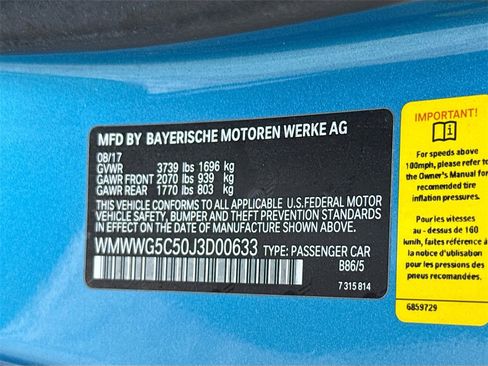 MFD BY BAYERISCHE MOTOREN WERKE AG
08/17
GVWR 3739 lbs 1696 kg
GAWR FRONT 2070 lbs 939 kg
GAWR REAR 1770 lbs 803 kg
THIS VEHICLE CONFORMS TO ALL APPLICABLE U.S.FEDERAL MOTOR
VEHICLE SAFETY, BUMPER AND THEFT PREVENTION STANDARDS
IN EFFECT ON THE DATE OF MANUFACTURE SHOWN ABOVE.
WMWWG5C50J3D00633 TYPE: PASSENGER CAR
B86/5
7 315 814
For speeds above
100mph, please refer to
the Owner's Manual for
recomended tire
inflation pressures.
Si vous roulez
au - dessus de 160
km/h, faites référence à
la notice d'utilisation
pour les pressions des
pneus recomandées.
6859729